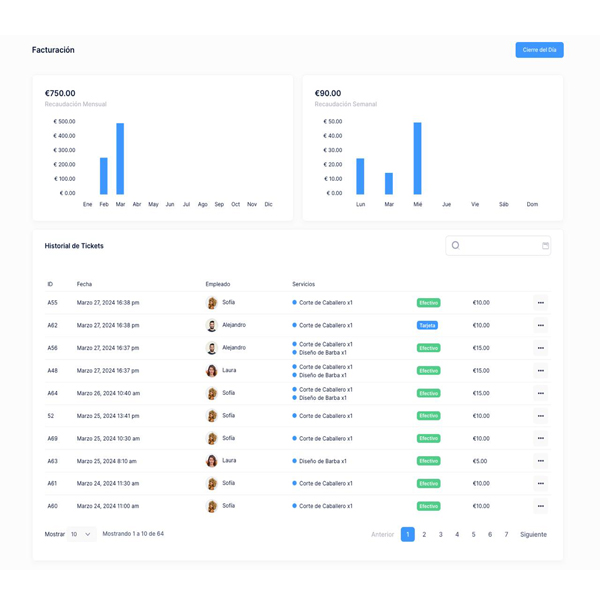 Facturación
Cierre del Día
€750.00
Recaudación Mensual
€ 500.00
€ 400.00
€ 300.00
€ 200.00
€ 100.00
€ 0.00
Ene Feb Mar Abr May Jun Jul Ago Sep Oct Nov Dic
€90.00
Recaudación Semanal
€ 50.00
€ 40.00
€ 30.00
€ 20.00
€ 10.00
€ 0.00
Lun Mar Mié Jue Vie Sáb Dom
Historial de Tickets
ID Fecha Empleado Servicios
A55 Marzo 27, 2024 16:38 pm Sofía Corte de Caballero x1 Efectivo €10.00
A62 Marzo 27, 2024 16:38 pm Alejandro Corte de Caballero x1 Tarjeta €10.00
A56 Marzo 27, 2024 16:37 pm Alejandro Corte de Caballero x1 Efectivo €15.00
Diseño de Barba x1
A48 Marzo 27, 2024 16:37 pm Laura Corte de Caballero x1 Efectivo €15.00
Diseño de Barba x1
A64 Marzo 26, 2024 10:40 am Sofía Corte de Caballero x1 Efectivo €15.00
Diseño de Barba x1
52 Marzo 25, 2024 13:41 pm Sofía Corte de Caballero x1 Efectivo €10.00
A69 Marzo 25, 2024 10:30 am Sofía Corte de Caballero x1 Efectivo €10.00
A63 Marzo 25, 2024 8:10 am Laura Diseño de Barba x1 Efectivo €5.00
A61 Marzo 24, 2024 11:30 am Sofía Corte de Caballero x1 Efectivo €10.00
A60 Marzo 24, 2024 11:00 am Sofía Corte de Caballero x1 Efectivo €10.00
Mostrar 10 Mostrando 1 a 10 de 64 Anterior 1 2 3 4 5 6 7 Siguiente